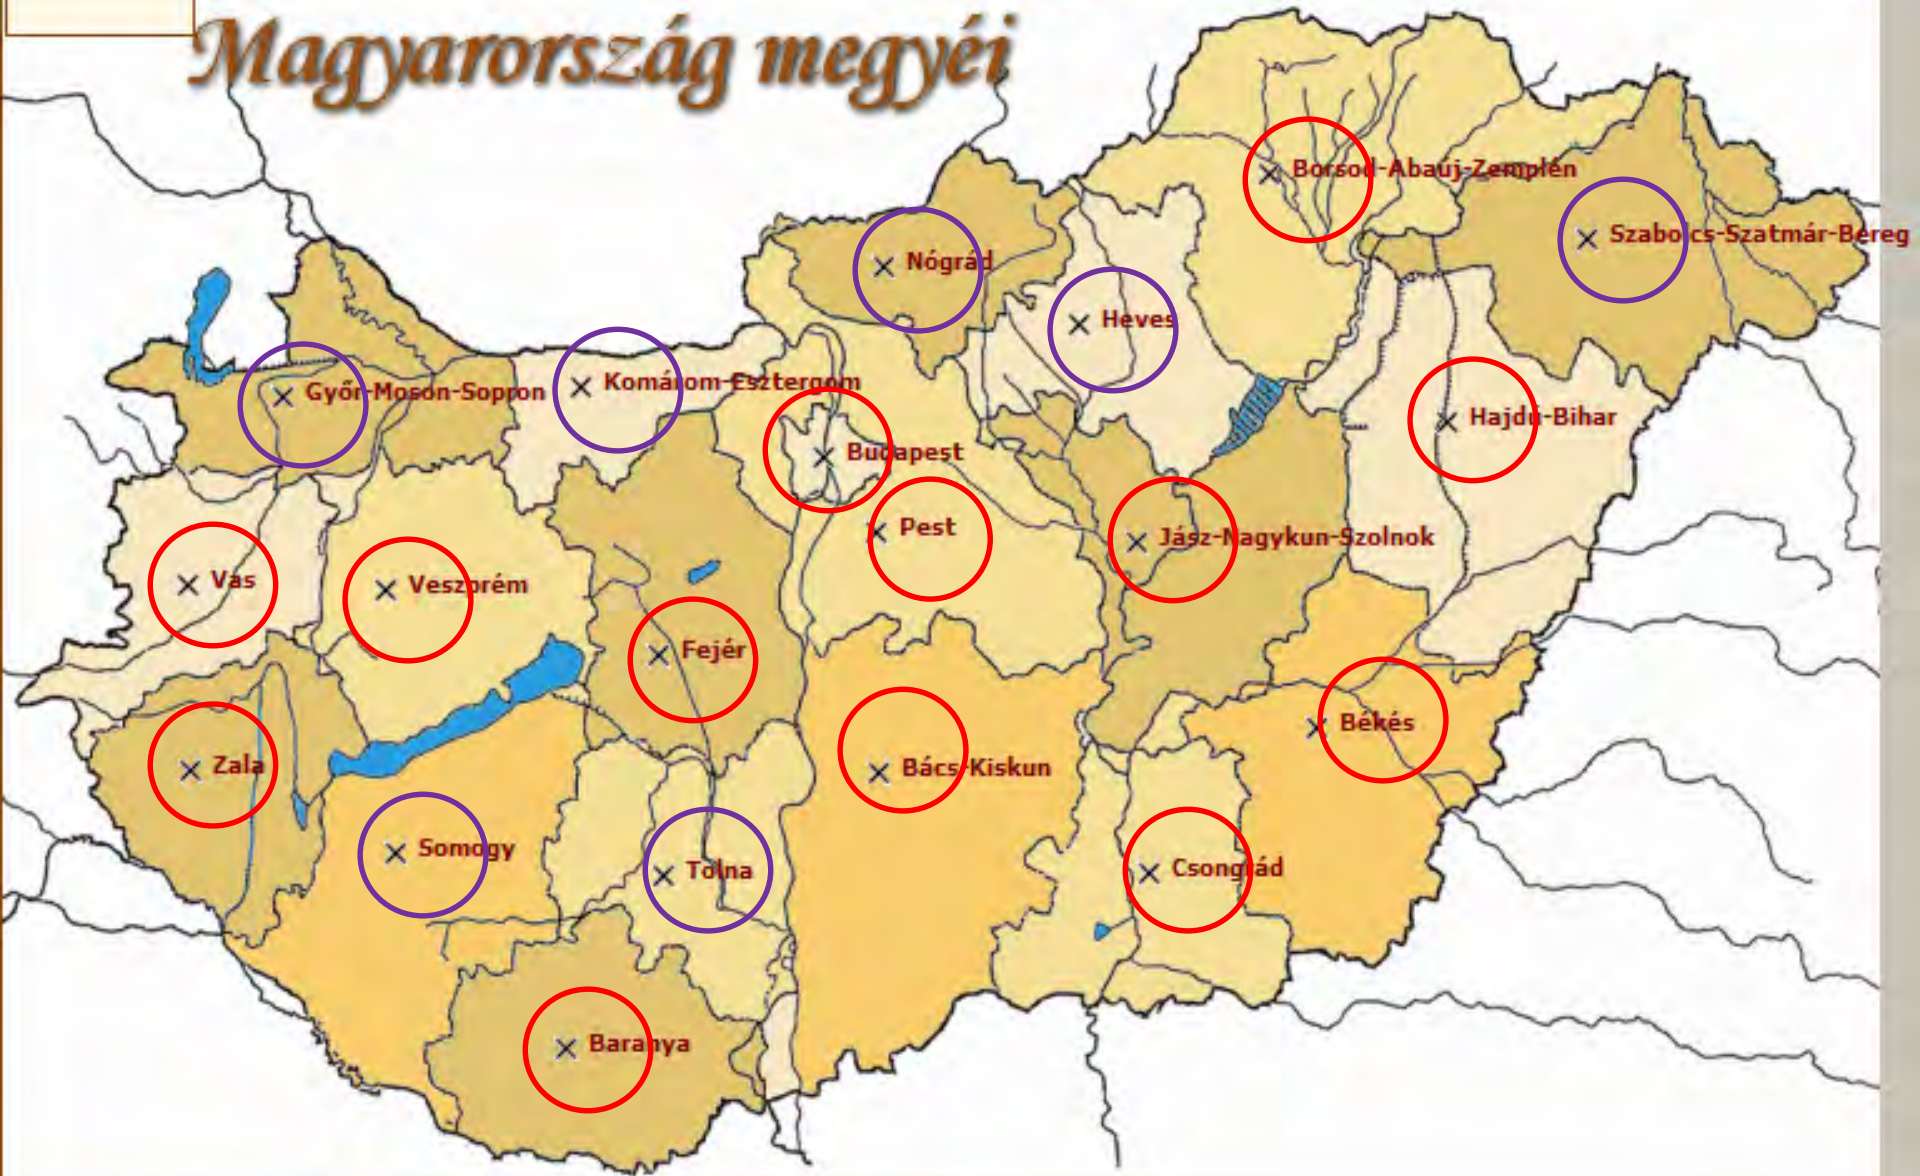 Magyarország megyéi
Borsod-Abaúj-Zemplén
Szabolcs-Szatmár-Bereg
Nógrád
Heves
Győr-Moson-Sopron
Komárom-Esztergom
Hajdú-Bihar
Budapest
Pest
Jász-Nagykun-Szolnok
Vas
Veszprém
Fejér
Békés
Zala
Bács-Kiskun
Somogy
Tolna
Csongrád
Baranya